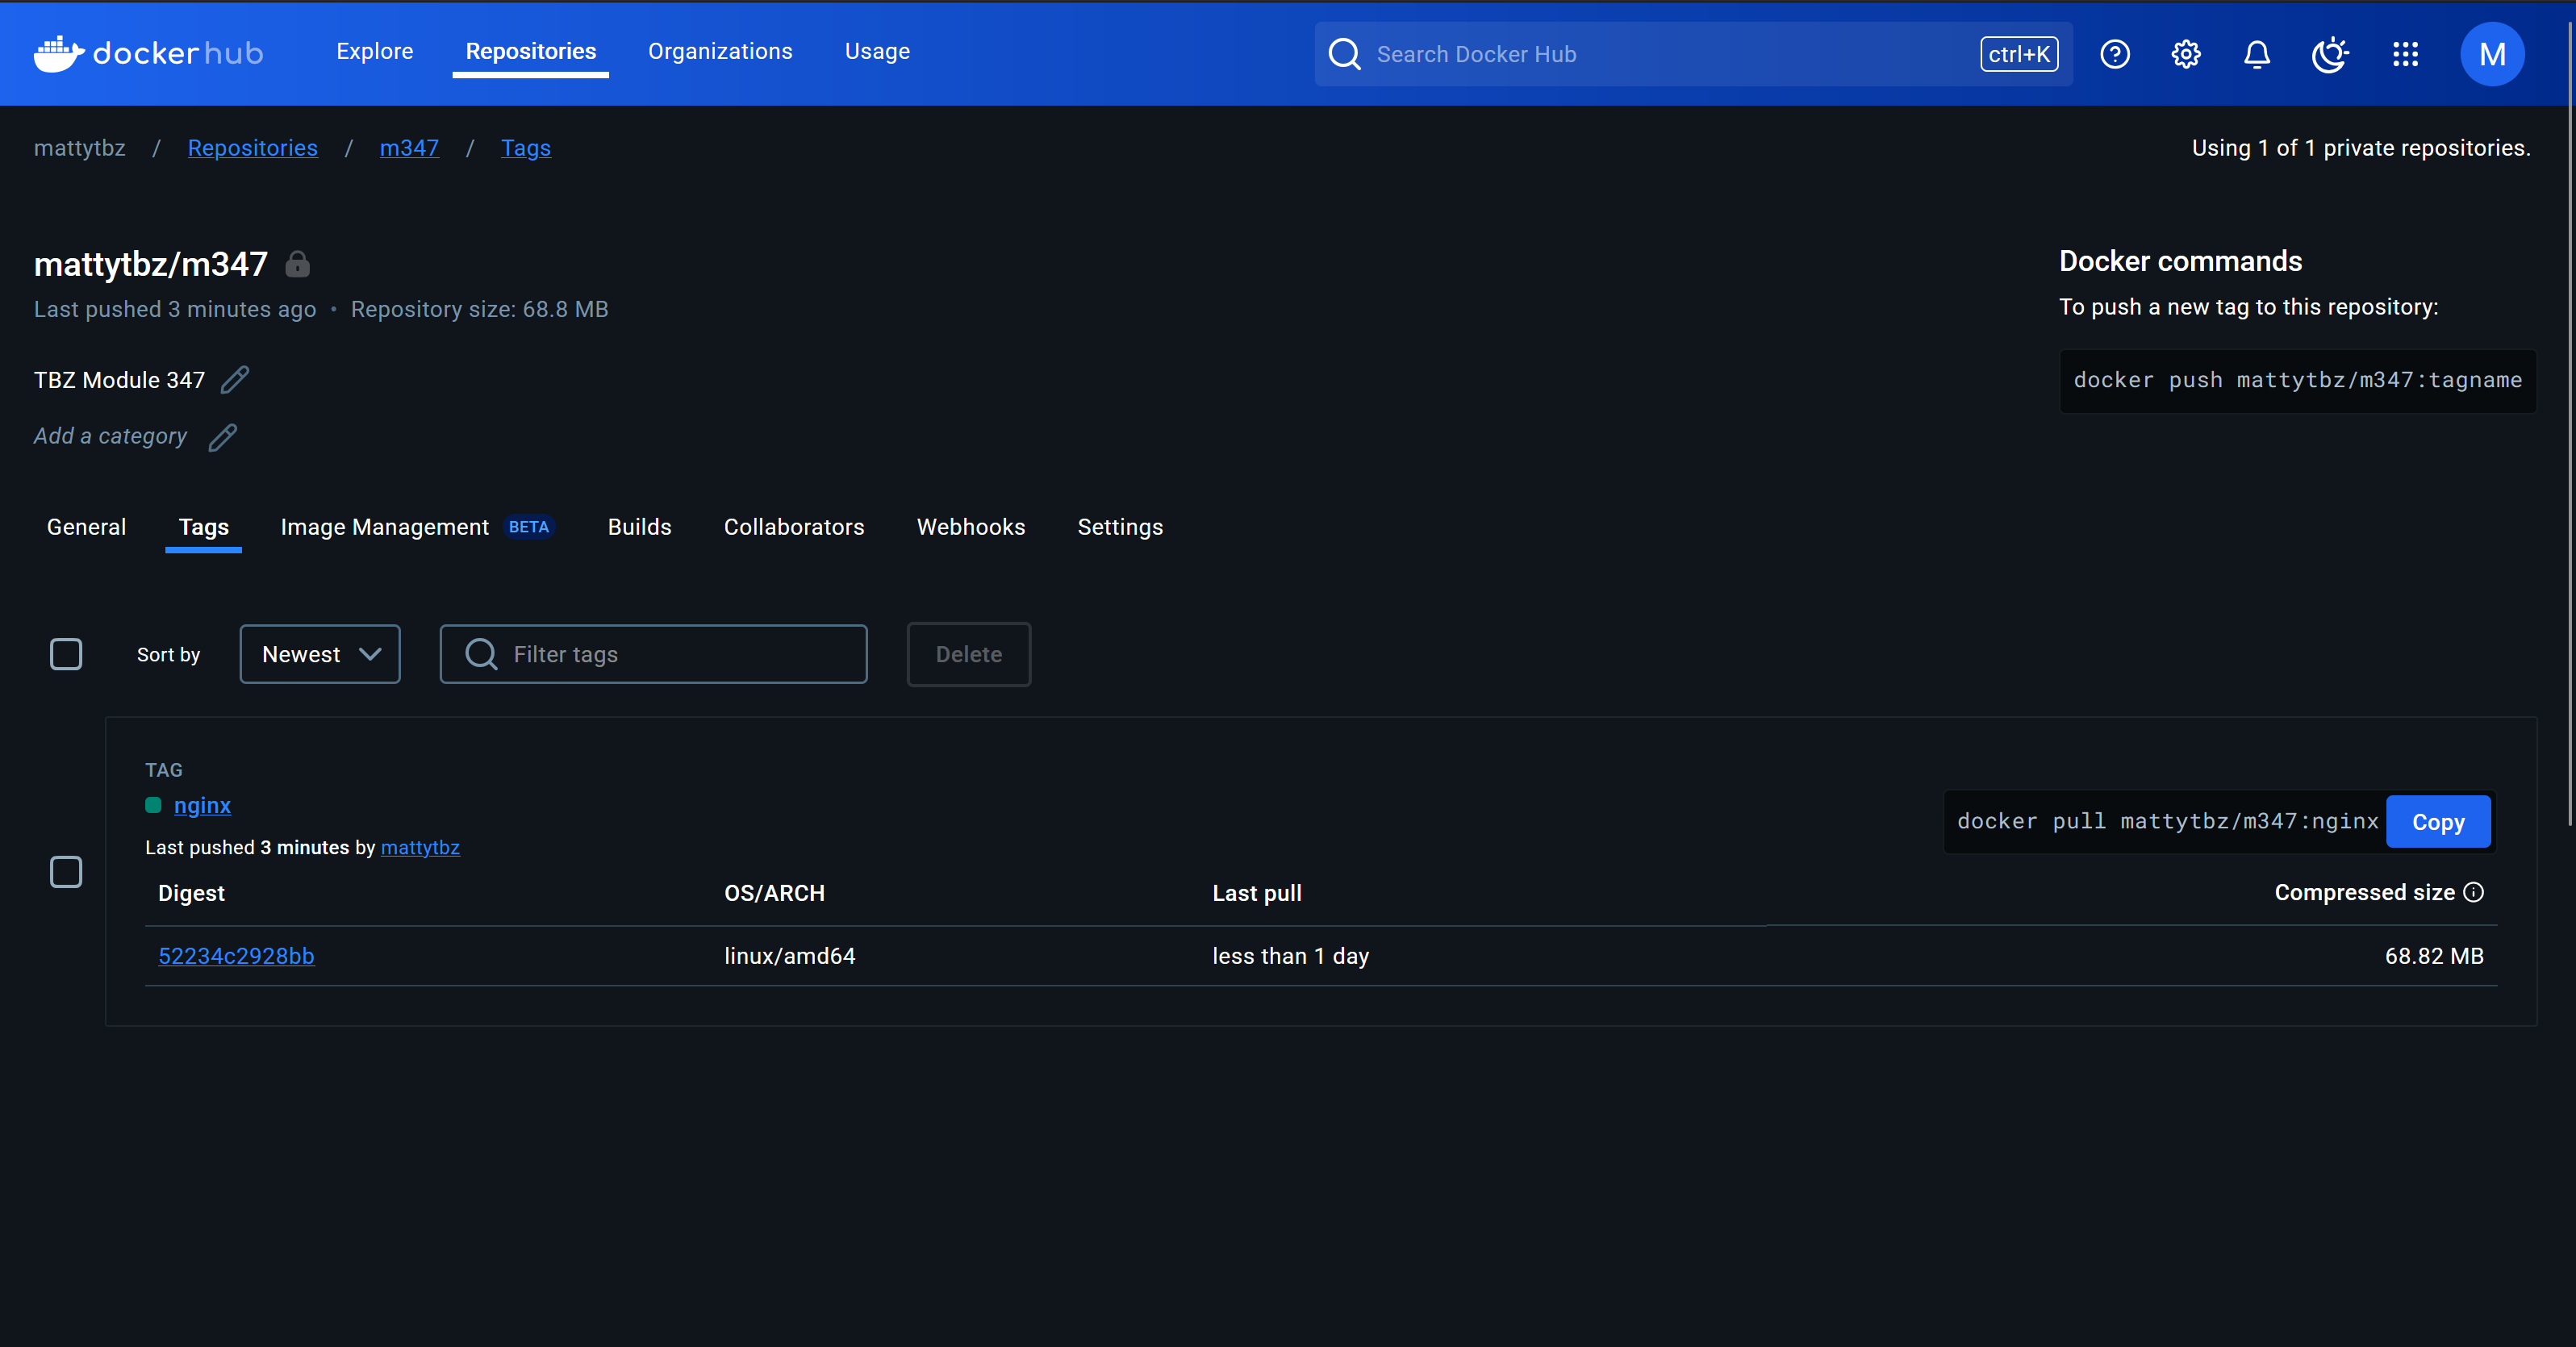 dockerhub
Explore Repositories Organizations Usage
Search Docker Hub ctrl+K
M
mattytbz / Repositories / m347 / Tags
Using 1 of 1 private repositories.
mattytbz/m347
Last pushed 3 minutes ago • Repository size: 68.8 MB
TBZ Module 347
Add a category
Docker commands
To push a new tag to this repository:
docker push mattytbz/m347:tagname
General Tags Image Management BETA Builds Collaborators Webhooks Settings
Sort by Newest Filter tags Delete
TAG
nginx
Last pushed 3 minutes by mattytbz
docker pull mattytbz/m347:nginx Copy
Digest OS/ARCH Last pull Compressed size
52234c2928bb linux/amd64 less than 1 day 68.82 MB